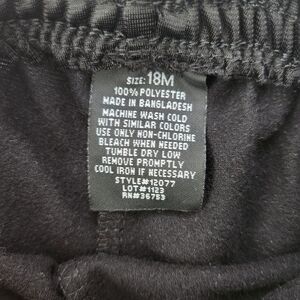 SIZE: 18M
100% POLYESTER
MADE IN BANGLADESH
MACHINE WASH COLD
WITH SIMILAR COLORS
USE ONLY NON-CHLORINE
BLEACH WHEN NEEDED
TUMBLE DRY LOW
REMOVE PROMPTLY
COOL IRON IF NECESSARY
STYLE#12077
LOT#1123
RN#36753